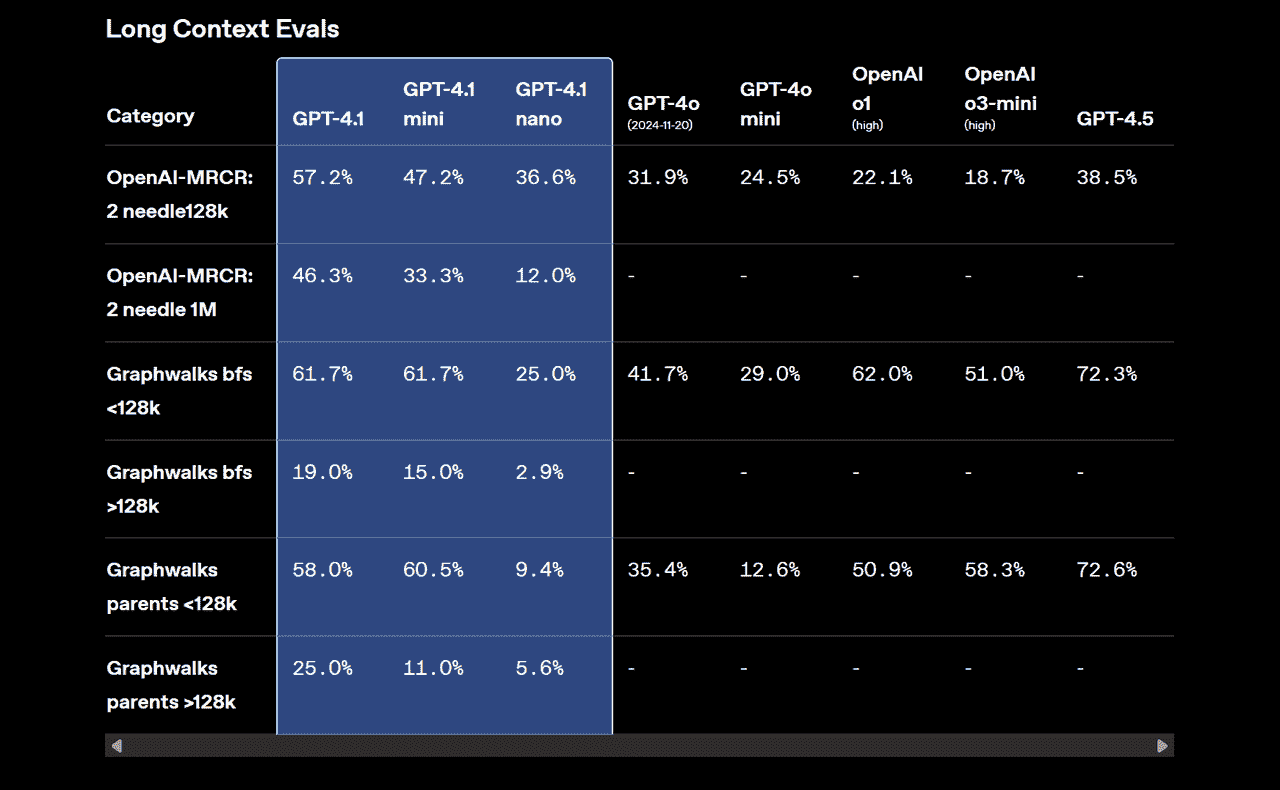 Long Context Evals
Category
GPT-4.1
GPT-4.1
mini
GPT-4.1
nano
GPT-4o
(2024-11-20)
GPT-4o
mini
OpenAI
o1
(high)
OpenAI
o3-mini
(high)
GPT-4.5
OpenAI-MRCR:
2 needle128k
57.2% 47.2% 36.6% 31.9% 24.5% 22.1% 18.7% 38.5%
OpenAI-MRCR:
2 needle 1M
46.3% 33.3% 12.0% - - - - -
Graphwalks bfs
<128k
61.7% 61.7% 25.0% 41.7% 29.0% 62.0% 51.0% 72.3%
Graphwalks bfs
>128k
19.0% 15.0% 2.9% - - - - -
Graphwalks
parents <128k
58.0% 60.5% 9.4% 35.4% 12.6% 50.9% 58.3% 72.6%
Graphwalks
parents >128k
25.0% 11.0% 5.6% - - - - -